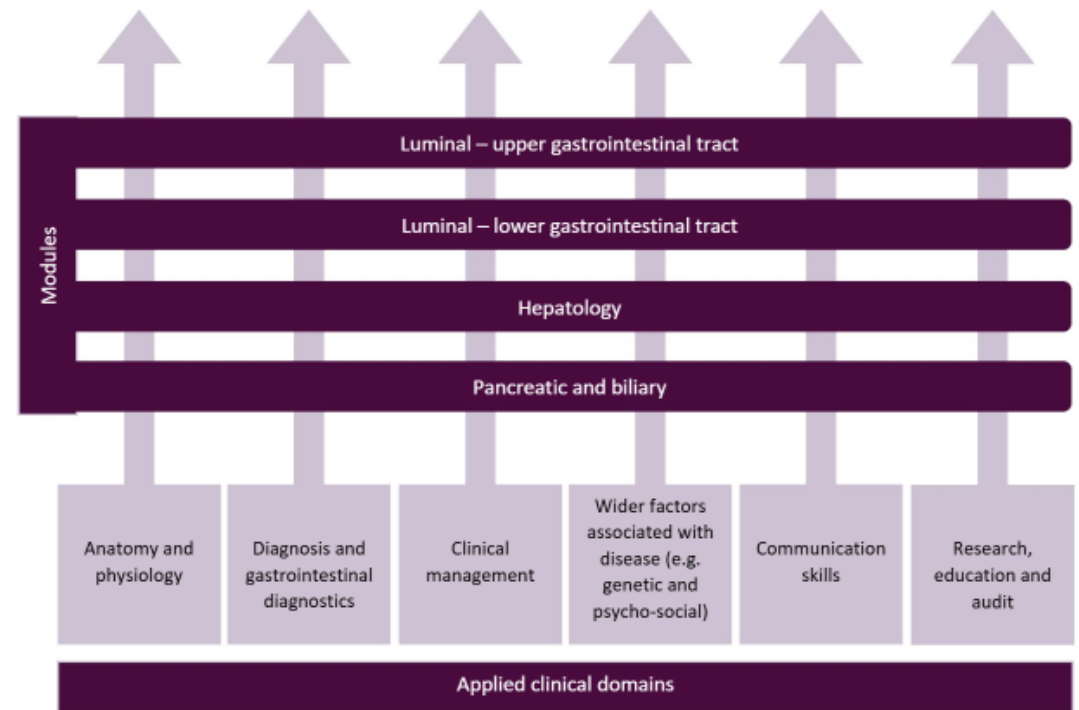 Modules
Luminal – upper gastrointestinal tract
Luminal – lower gastrointestinal tract
Hepatology
Pancreatic and biliary
Anatomy and
physiology
Diagnosis and
gastrointestinal
diagnostics
Clinical
management
Wider factors
associated with
disease (e.g.
genetic and
psycho-social)
Communication
skills
Research,
education and
audit
Applied clinical domains